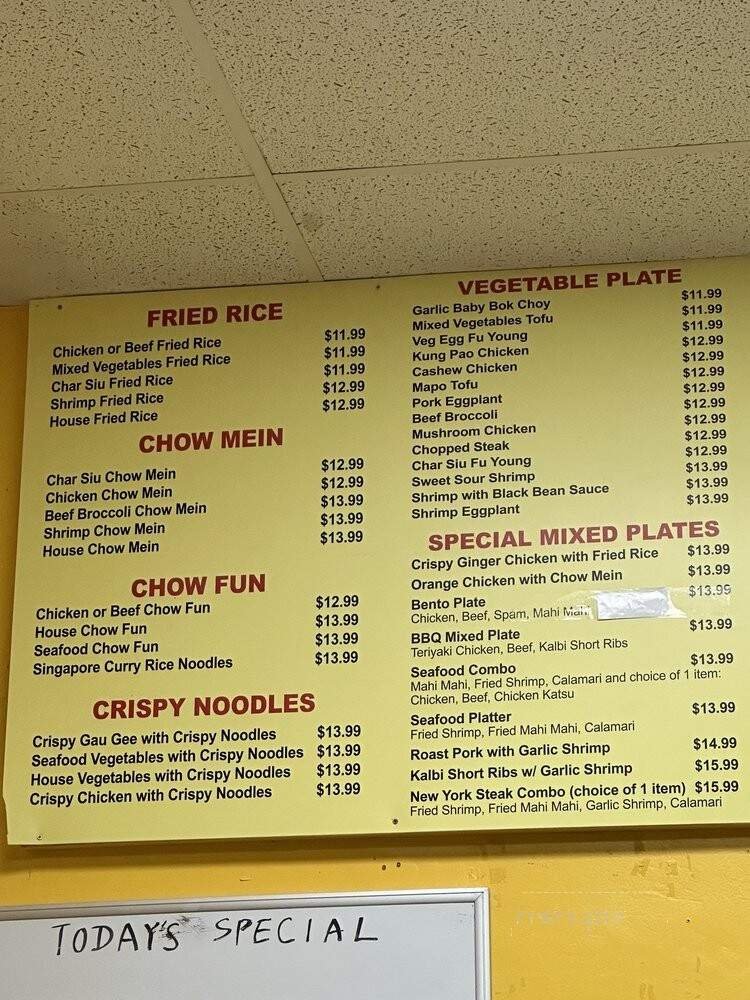 FRIED RICE
Chicken or Beef Fried Rice $11.99
Mixed Vegetables Fried Rice $11.99
Char Siu Fried Rice $11.99
Shrimp Fried Rice $12.99
House Fried Rice $12.99
CHOW MEIN
Char Siu Chow Mein $12.99
Chicken Chow Mein $12.99
Beef Broccoli Chow Mein $13.99
Shrimp Chow Mein $13.99
House Chow Mein $13.99
CHOW FUN
Chicken or Beef Chow Fun $12.99
House Chow Fun $13.99
Seafood Chow Fun $13.99
Singapore Curry Rice Noodles $13.99
CRISPY NOODLES
Crispy Gau Gee with Crispy Noodles $13.99
Seafood Vegetables with Crispy Noodles $13.99
House Vegetables with Crispy Noodles $13.99
Crispy Chicken with Crispy Noodles $13.99
VEGETABLE PLATE
Garlic Baby Bok Choy $11.99
Mixed Vegetables Tofu $11.99
Veg Egg Fu Young $11.99
Kung Pao Chicken $12.99
Cashew Chicken $12.99
Mapo Tofu $12.99
Pork Eggplant $12.99
Beef Broccoli $12.99
Mushroom Chicken $12.99
Chopped Steak $12.99
Char Siu Fu Young $12.99
Sweet Sour Shrimp $13.99
Shrimp with Black Bean Sauce $13.99
Shrimp Eggplant $13.99
SPECIAL MIXED PLATES
Crispy Ginger Chicken with Fried Rice $13.99
Orange Chicken with Chow Mein $13.99
Bento Plate $13.99
Chicken, Beef, Spam, Mahi Mahi
BBQ Mixed Plate $13.99
Teriyaki Chicken, Beef, Kalbi Short Ribs
Seafood Combo $13.99
Mahi Mahi, Fried Shrimp, Calamari and choice of 1 item:
Chicken, Beef, Chicken Katsu
Seafood Platter $13.99
Fried Shrimp, Fried Mahi Mahi, Calamari
Roast Pork with Garlic Shrimp $14.99
Kalbi Short Ribs w/ Garlic Shrimp $15.99
New York Steak Combo (choice of 1 item) $15.99
Fried Shrimp, Fried Mahi Mahi, Garlic Shrimp, Calamari
TODAY'S SPECIAL